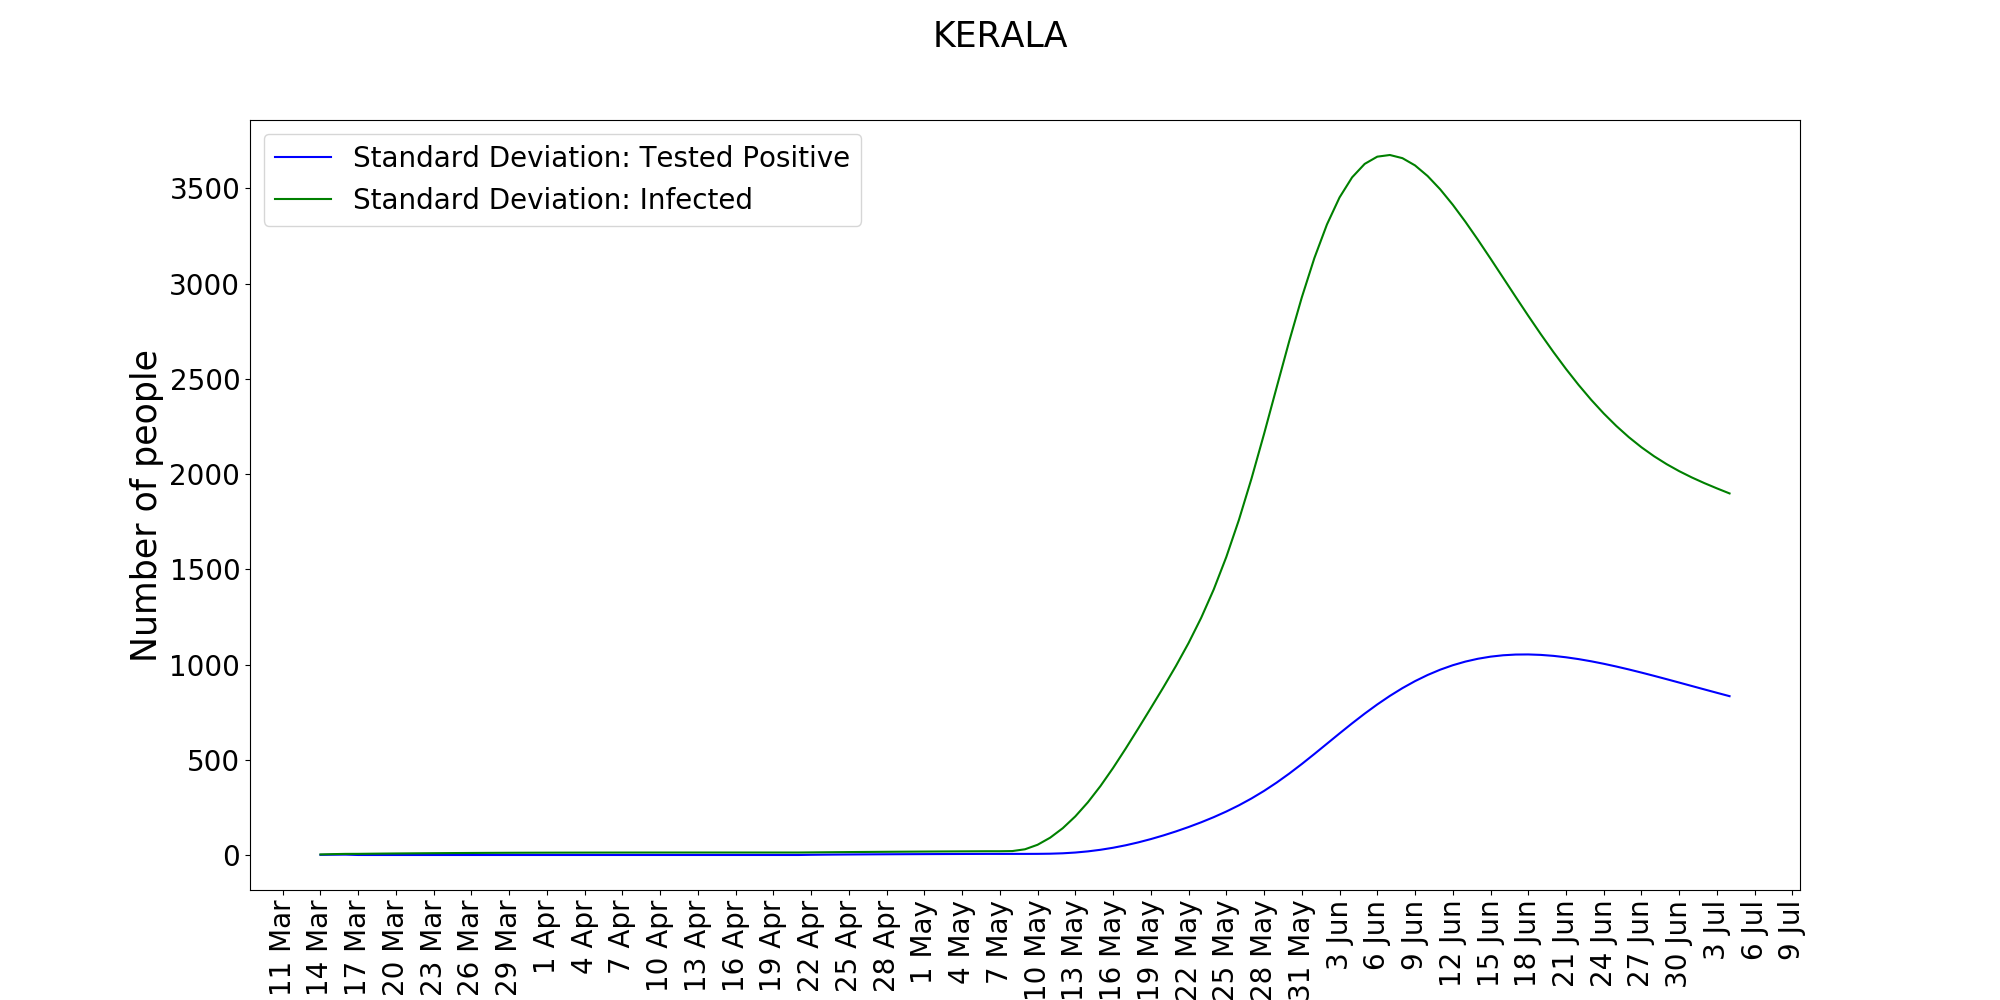 KERALA
Standard Deviation: Tested Positive
Standard Deviation: Infected
Number of people
3500
3000
2500
2000
1500
1000
500
0
11 Mar
14 Mar
17 Mar
20 Mar
23 Mar
26 Mar
29 Mar
1 Apr
4 Apr
7 Apr
10 Apr
13 Apr
16 Apr
19 Apr
22 Apr
25 Apr
28 Apr
1 May
4 May
7 May
10 May
13 May
16 May
19 May
22 May
25 May
28 May
31 May
3 Jun
6 Jun
9 Jun
12 Jun
15 Jun
18 Jun
21 Jun
24 Jun
27 Jun
30 Jun
3 Jul
6 Jul
9 Jul